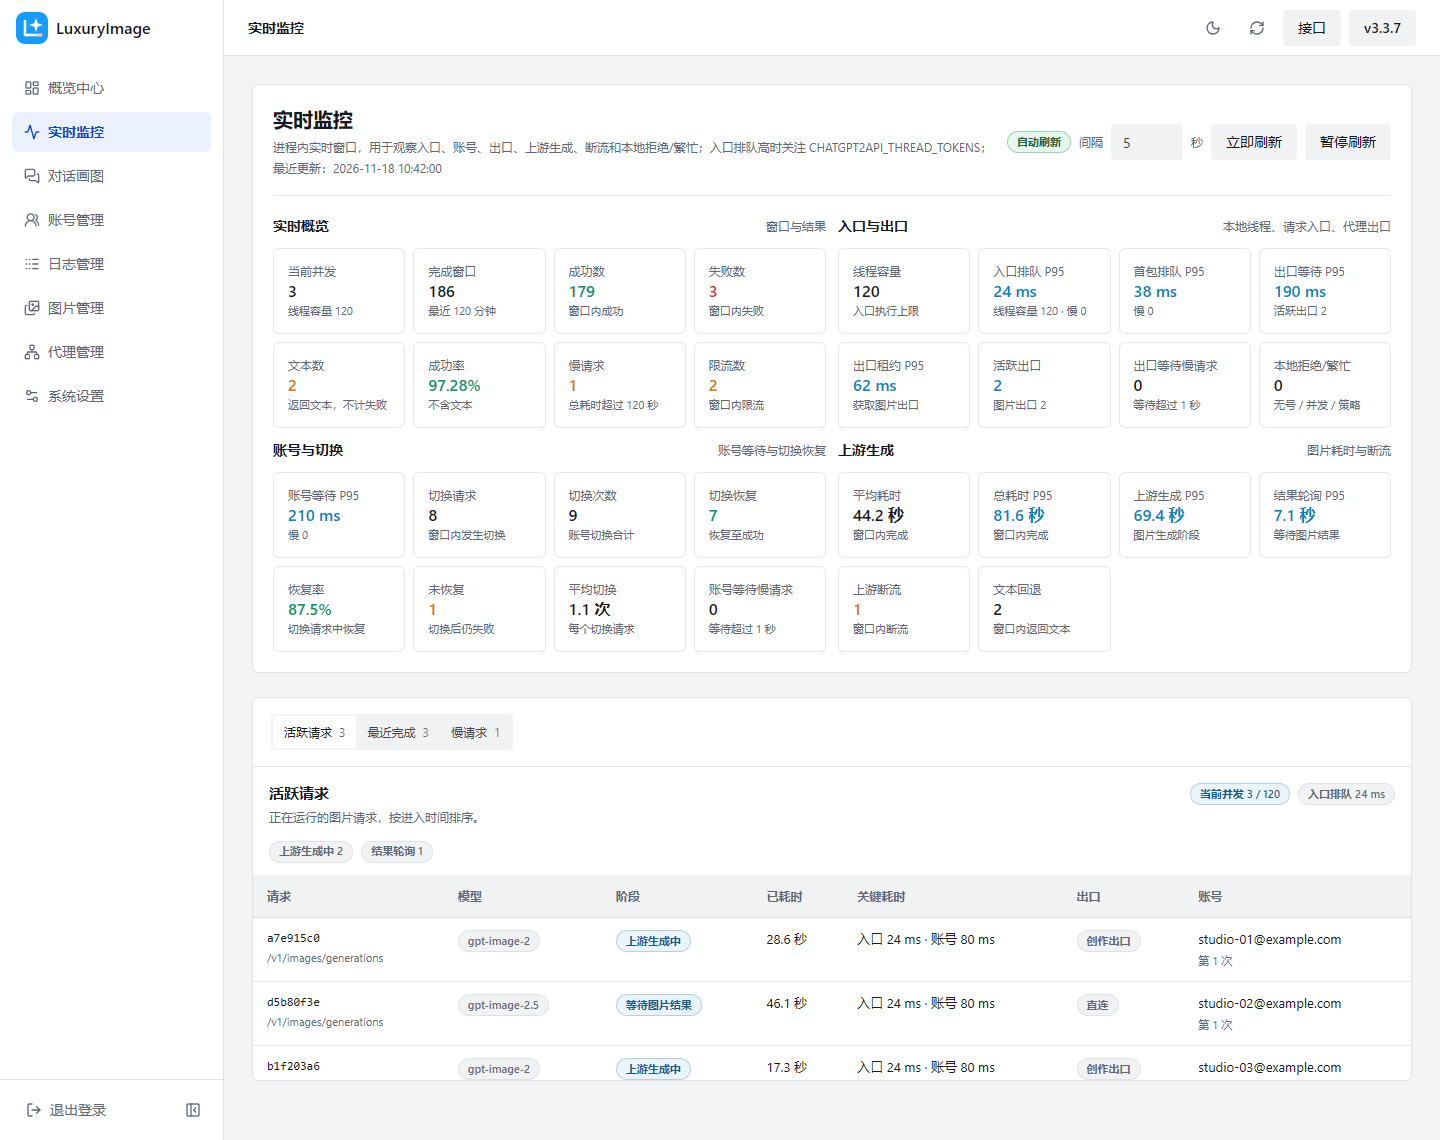 LuxuryImage
实时监控
接口
v3.3.7
概览中心
实时监控
对话画图
账号管理
日志管理
图片管理
代理管理
系统设置
退出登录
实时监控
进程内实时窗口，用于观察入口、账号、出口、上游生成、断流和本地拒绝/繁忙；入口排队高时关注 CHATGPT2API_THREAD_TOKENS；
最近更新：2026-11-18 10:42:00
自动刷新
间隔
5
秒
立即刷新
暂停刷新
实时概览
窗口与结果
当前并发
3
线程容量 120
完成窗口
186
最近 120 分钟
成功数
179
窗口内成功
失败数
3
窗口内失败
文本数
2
返回文本，不计失败
成功率
97.28%
不含文本
慢请求
1
总耗时超过 120 秒
限流数
2
窗口内限流
入口与出口
本地线程、请求入口、代理出口
线程容量
120
入口执行上限
入口排队 P95
24 ms
线程容量 120 · 慢 0
首包排队 P95
38 ms
慢 0
出口等待 P95
190 ms
活跃出口 2
出口租约 P95
62 ms
获取图片出口
活跃出口
2
图片出口 2
出口等待慢请求
0
等待超过 1 秒
本地拒绝/繁忙
0
无号 / 并发 / 策略
账号与切换
账号等待与切换恢复
账号等待 P95
210 ms
慢 0
切换请求
8
窗口内发生切换
切换次数
9
账号切换合计
切换恢复
7
恢复至成功
恢复率
87.5%
切换请求中恢复
未恢复
1
切换后仍失败
平均切换
1.1 次
每个切换请求
账号等待慢请求
0
等待超过 1 秒
上游生成
图片耗时与断流
平均耗时
44.2 秒
窗口内完成
总耗时 P95
81.6 秒
窗口内完成
上游生成 P95
69.4 秒
图片生成阶段
结果轮询 P95
7.1 秒
等待图片结果
上游断流
1
窗口内断流
文本回退
2
窗口内返回文本
活跃请求 3
最近完成 3
慢请求 1
活跃请求
正在运行的图片请求，按进入时间排序。
当前并发 3 / 120
入口排队 24 ms
上游生成中 2
结果轮询 1
请求 模型 阶段 已耗时 关键耗时 出口 账号
a7e915c0 gpt-image-2 上游生成中 28.6 秒 入口 24 ms · 账号 80 ms 创作出口 studio-01@example.com
/v1/images/generations 第 1 次
d5b80f3e gpt-image-2.5 等待图片结果 46.1 秒 入口 24 ms · 账号 80 ms 直连 studio-02@example.com
/v1/images/generations 第 1 次
b1f203a6 gpt-image-2 上游生成中 17.3 秒 入口 24 ms · 账号 80 ms 创作出口 studio-03@example.com